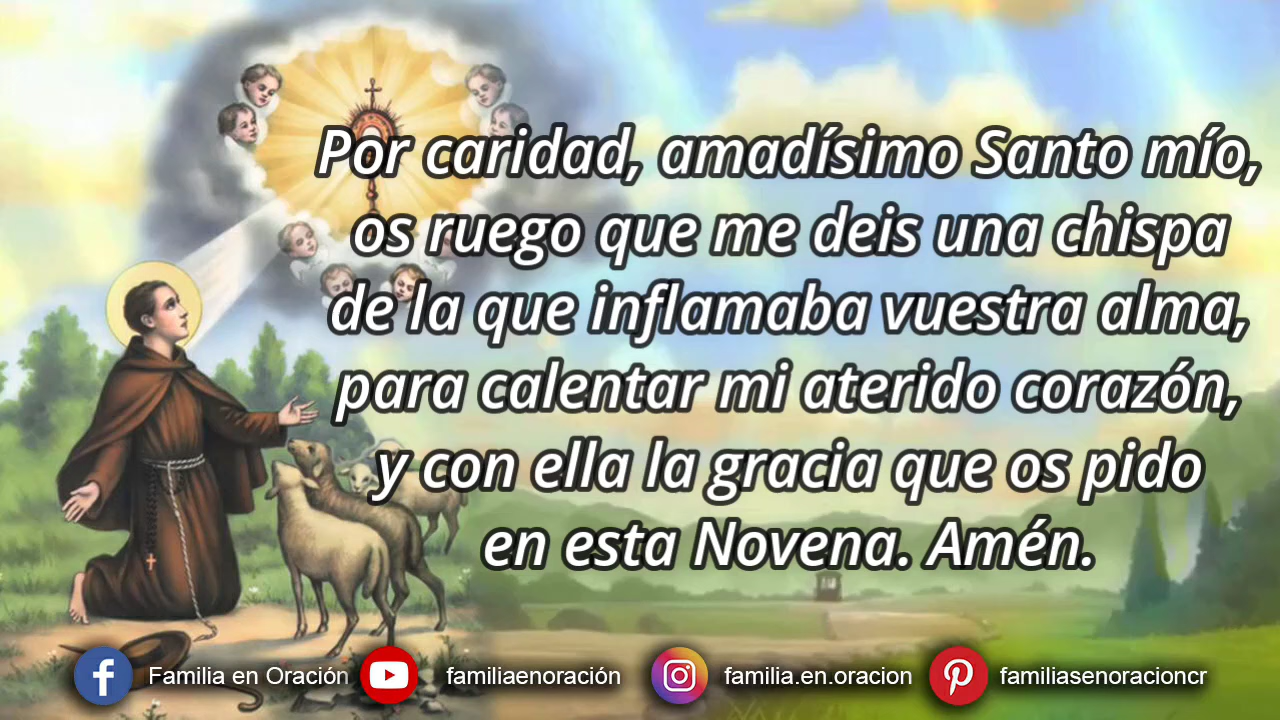 Por caridad, amadísimo Santo mío,
os ruego que me deis una chispa
de la que inflamaba vuestra alma,
para calentar mi aterido corazón,
y con ella la gracia que os pido
en esta Novena. Amén.
Familia en Oración familiaenoración familia.en.oracion familiasenoracioncr